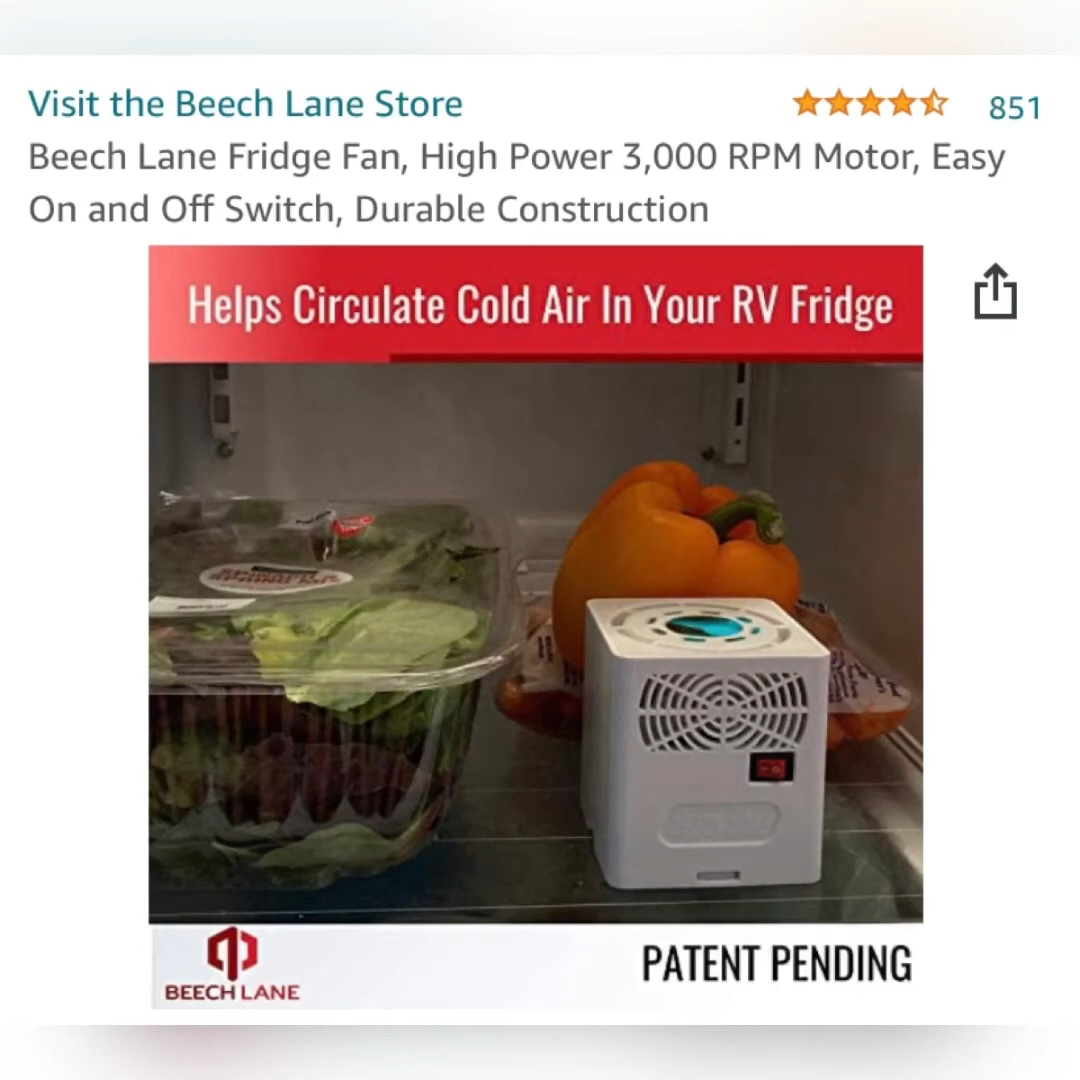 Visit the Beech Lane Store
851
Beech Lane Fridge Fan, High Power 3,000 RPM Motor, Easy
On and Off Switch, Durable Construction
Helps Circulate Cold Air In Your RV Fridge
BEECH LANE
PATENT PENDING